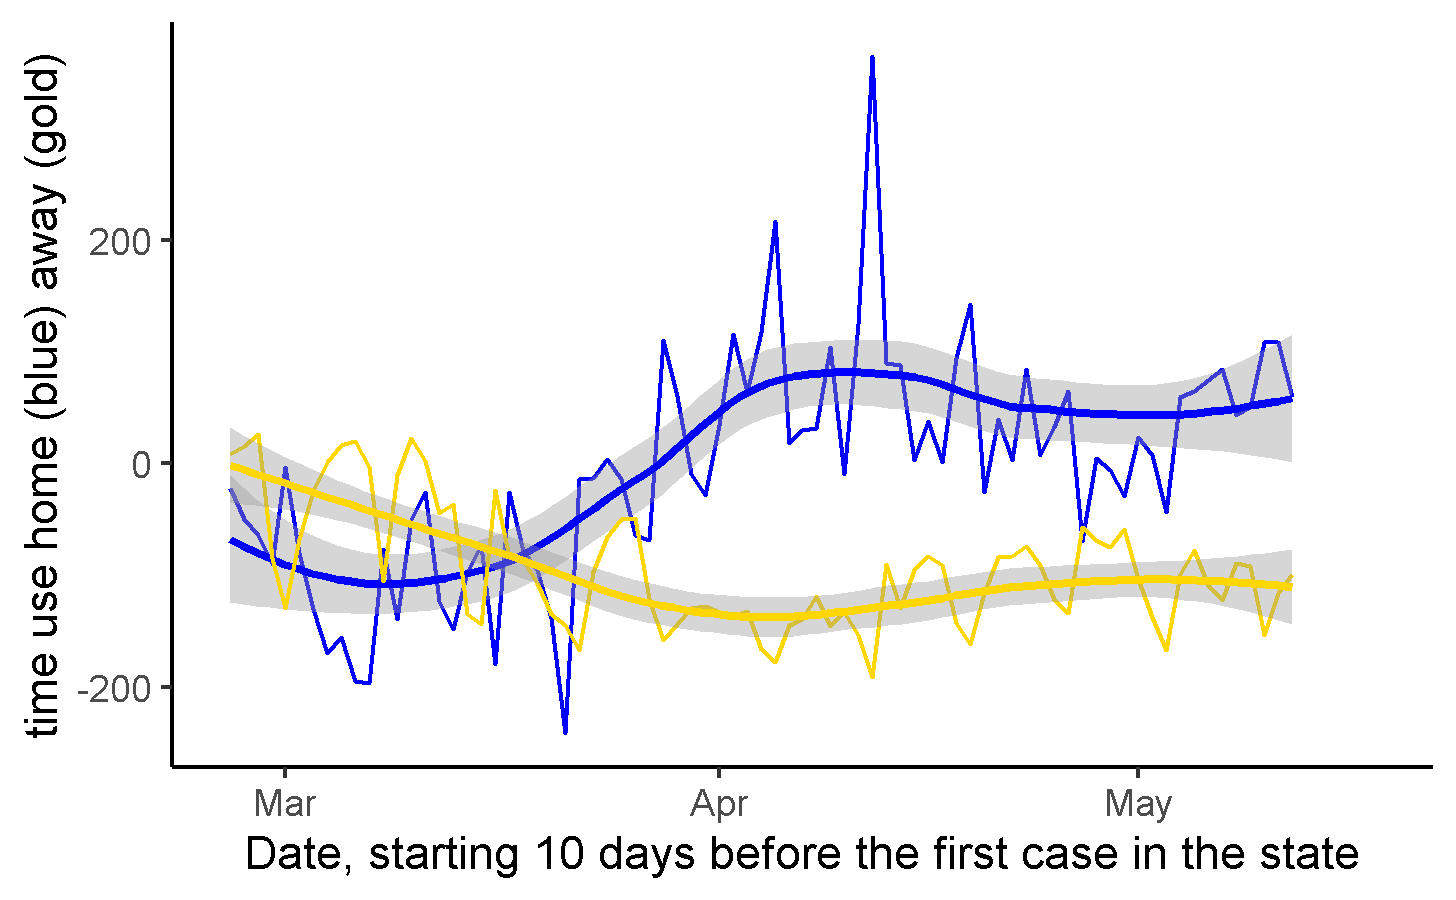 time use home (blue) away (gold)
200
0
-200
Mar Apr May
Date, starting 10 days before the first case in the state